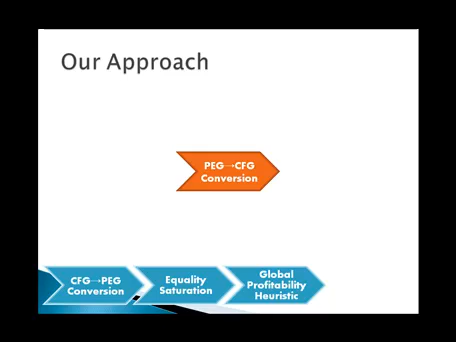 Our Approach
PEG→CFG
Conversion
CFG→PEG
Conversion
Equality
Saturation
Global
Profitability
Heuristic